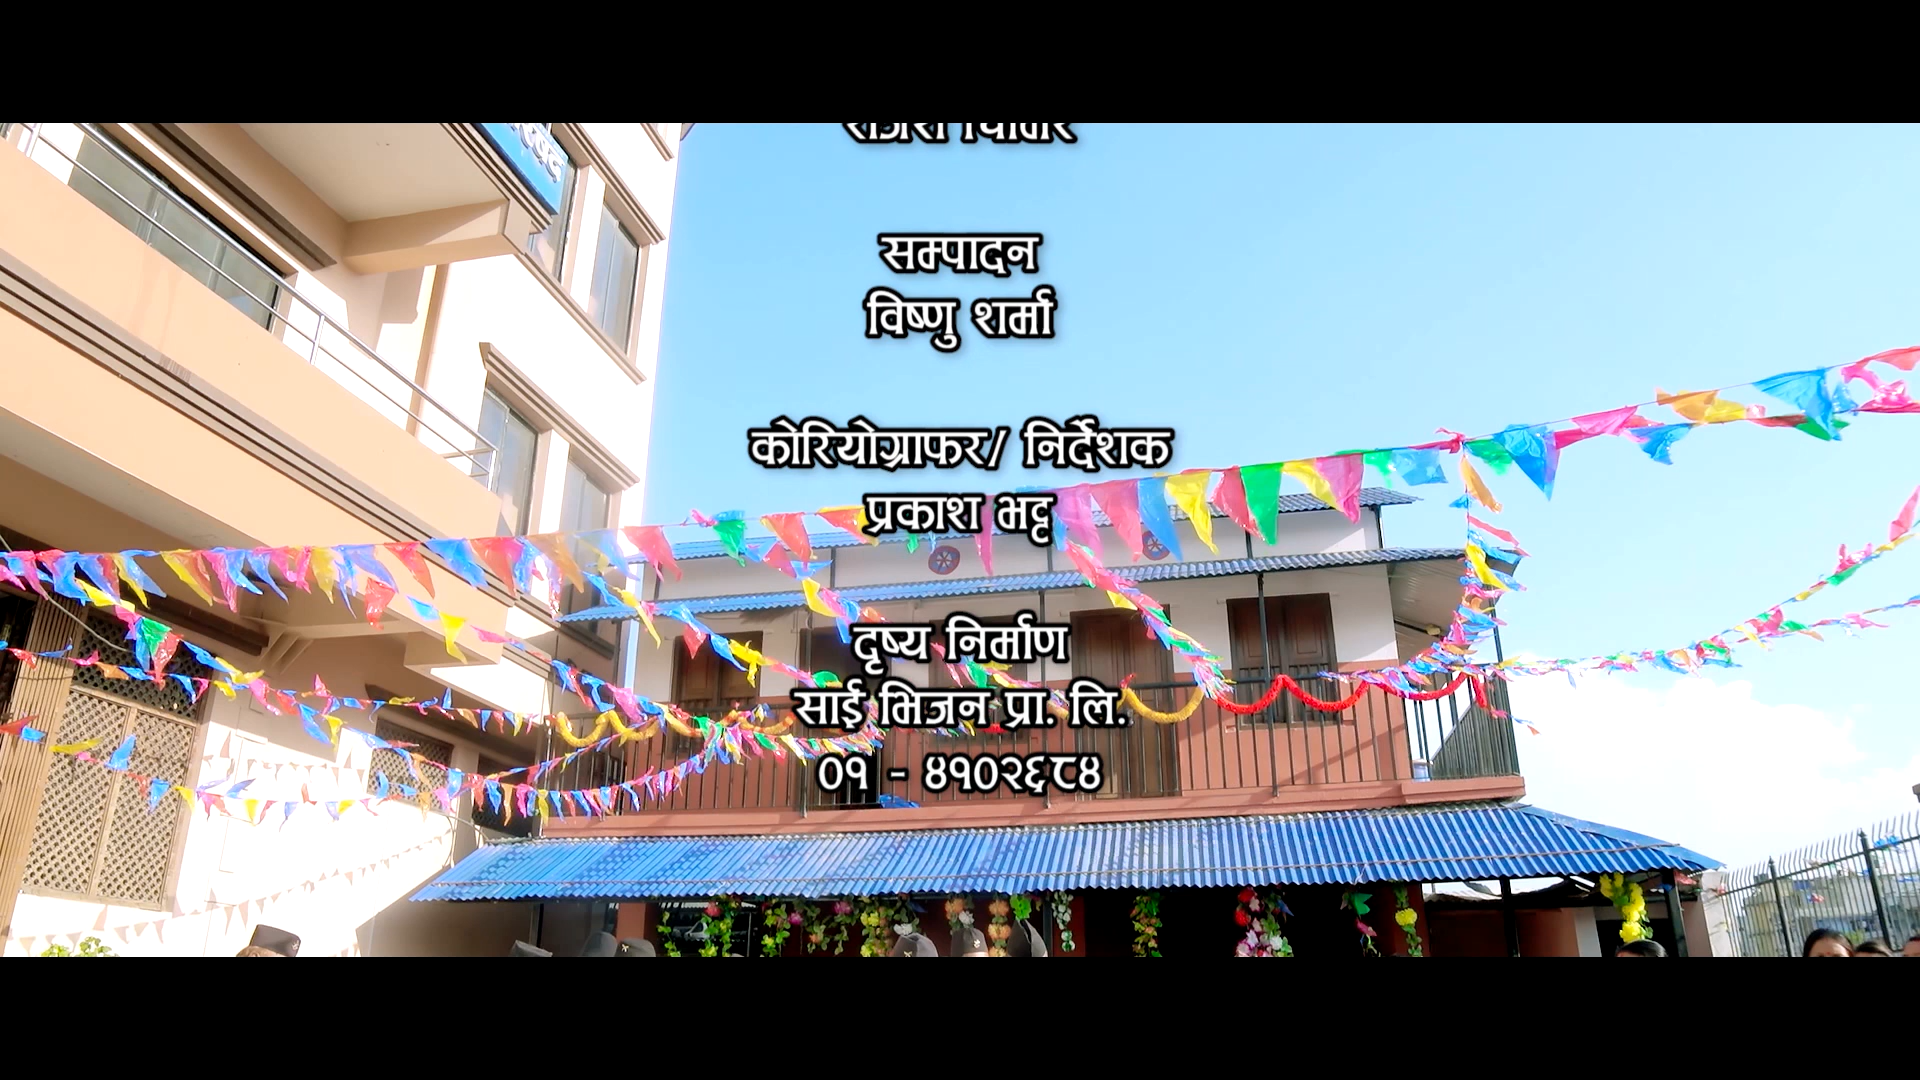 सम्पादन
विष्णु शर्मा
कोरियोग्राफर/ निर्देशक
प्रकाश भट्ट
दृष्य निर्माण
साई भिजन प्रा. लि.
०१ - ४१०२६८४